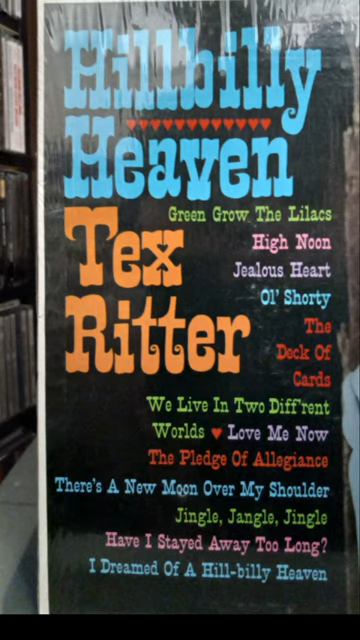 Hillbilly
Heaven
Tex
Ritter
Green Grow The Lilacs
High Noon
Jealous Heart
Ol' Shorty
The
Deck Of
Cards
We Live In Two Diff'rent
Worlds ♥ Love Me Now
The Pledge Of Allegiance
There's A New Moon Over My Shoulder
Jingle, Jangle, Jingle
Have I Stayed Away Too Long?
I Dreamed Of A Hill-billy Heaven